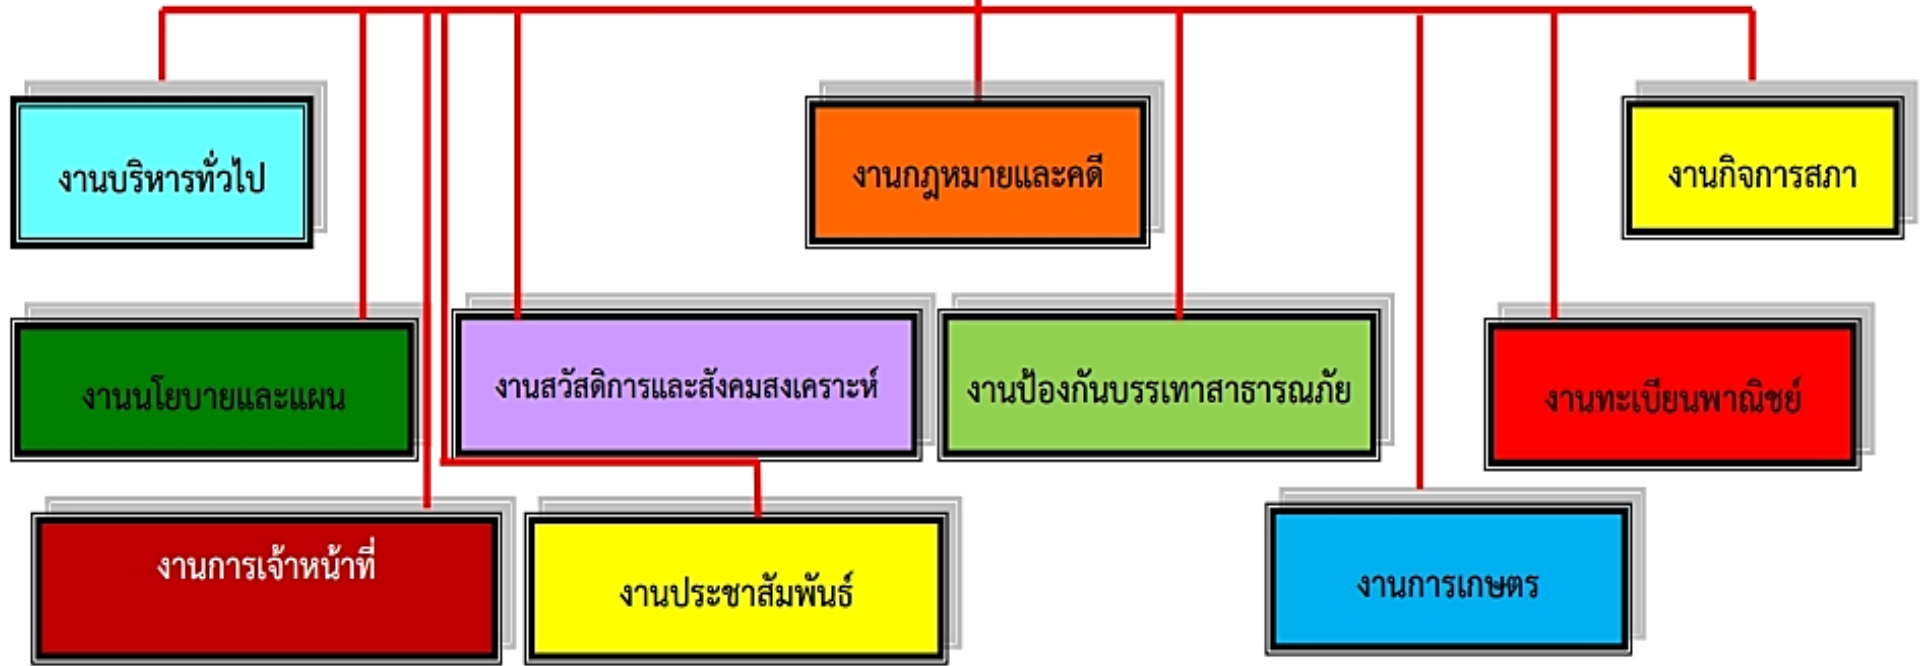 งานบริหารทั่วไป
งานกฎหมายและคดี
งานกิจการสภา
งานนโยบายและแผน
งานสวัสดิการและสังคมสงเคราะห์
งานป้องกันบรรเทาสาธารณภัย
งานทะเบียนพาณิชย์
งานการเจ้าหน้าที่
งานประชาสัมพันธ์
งานการเกษตร